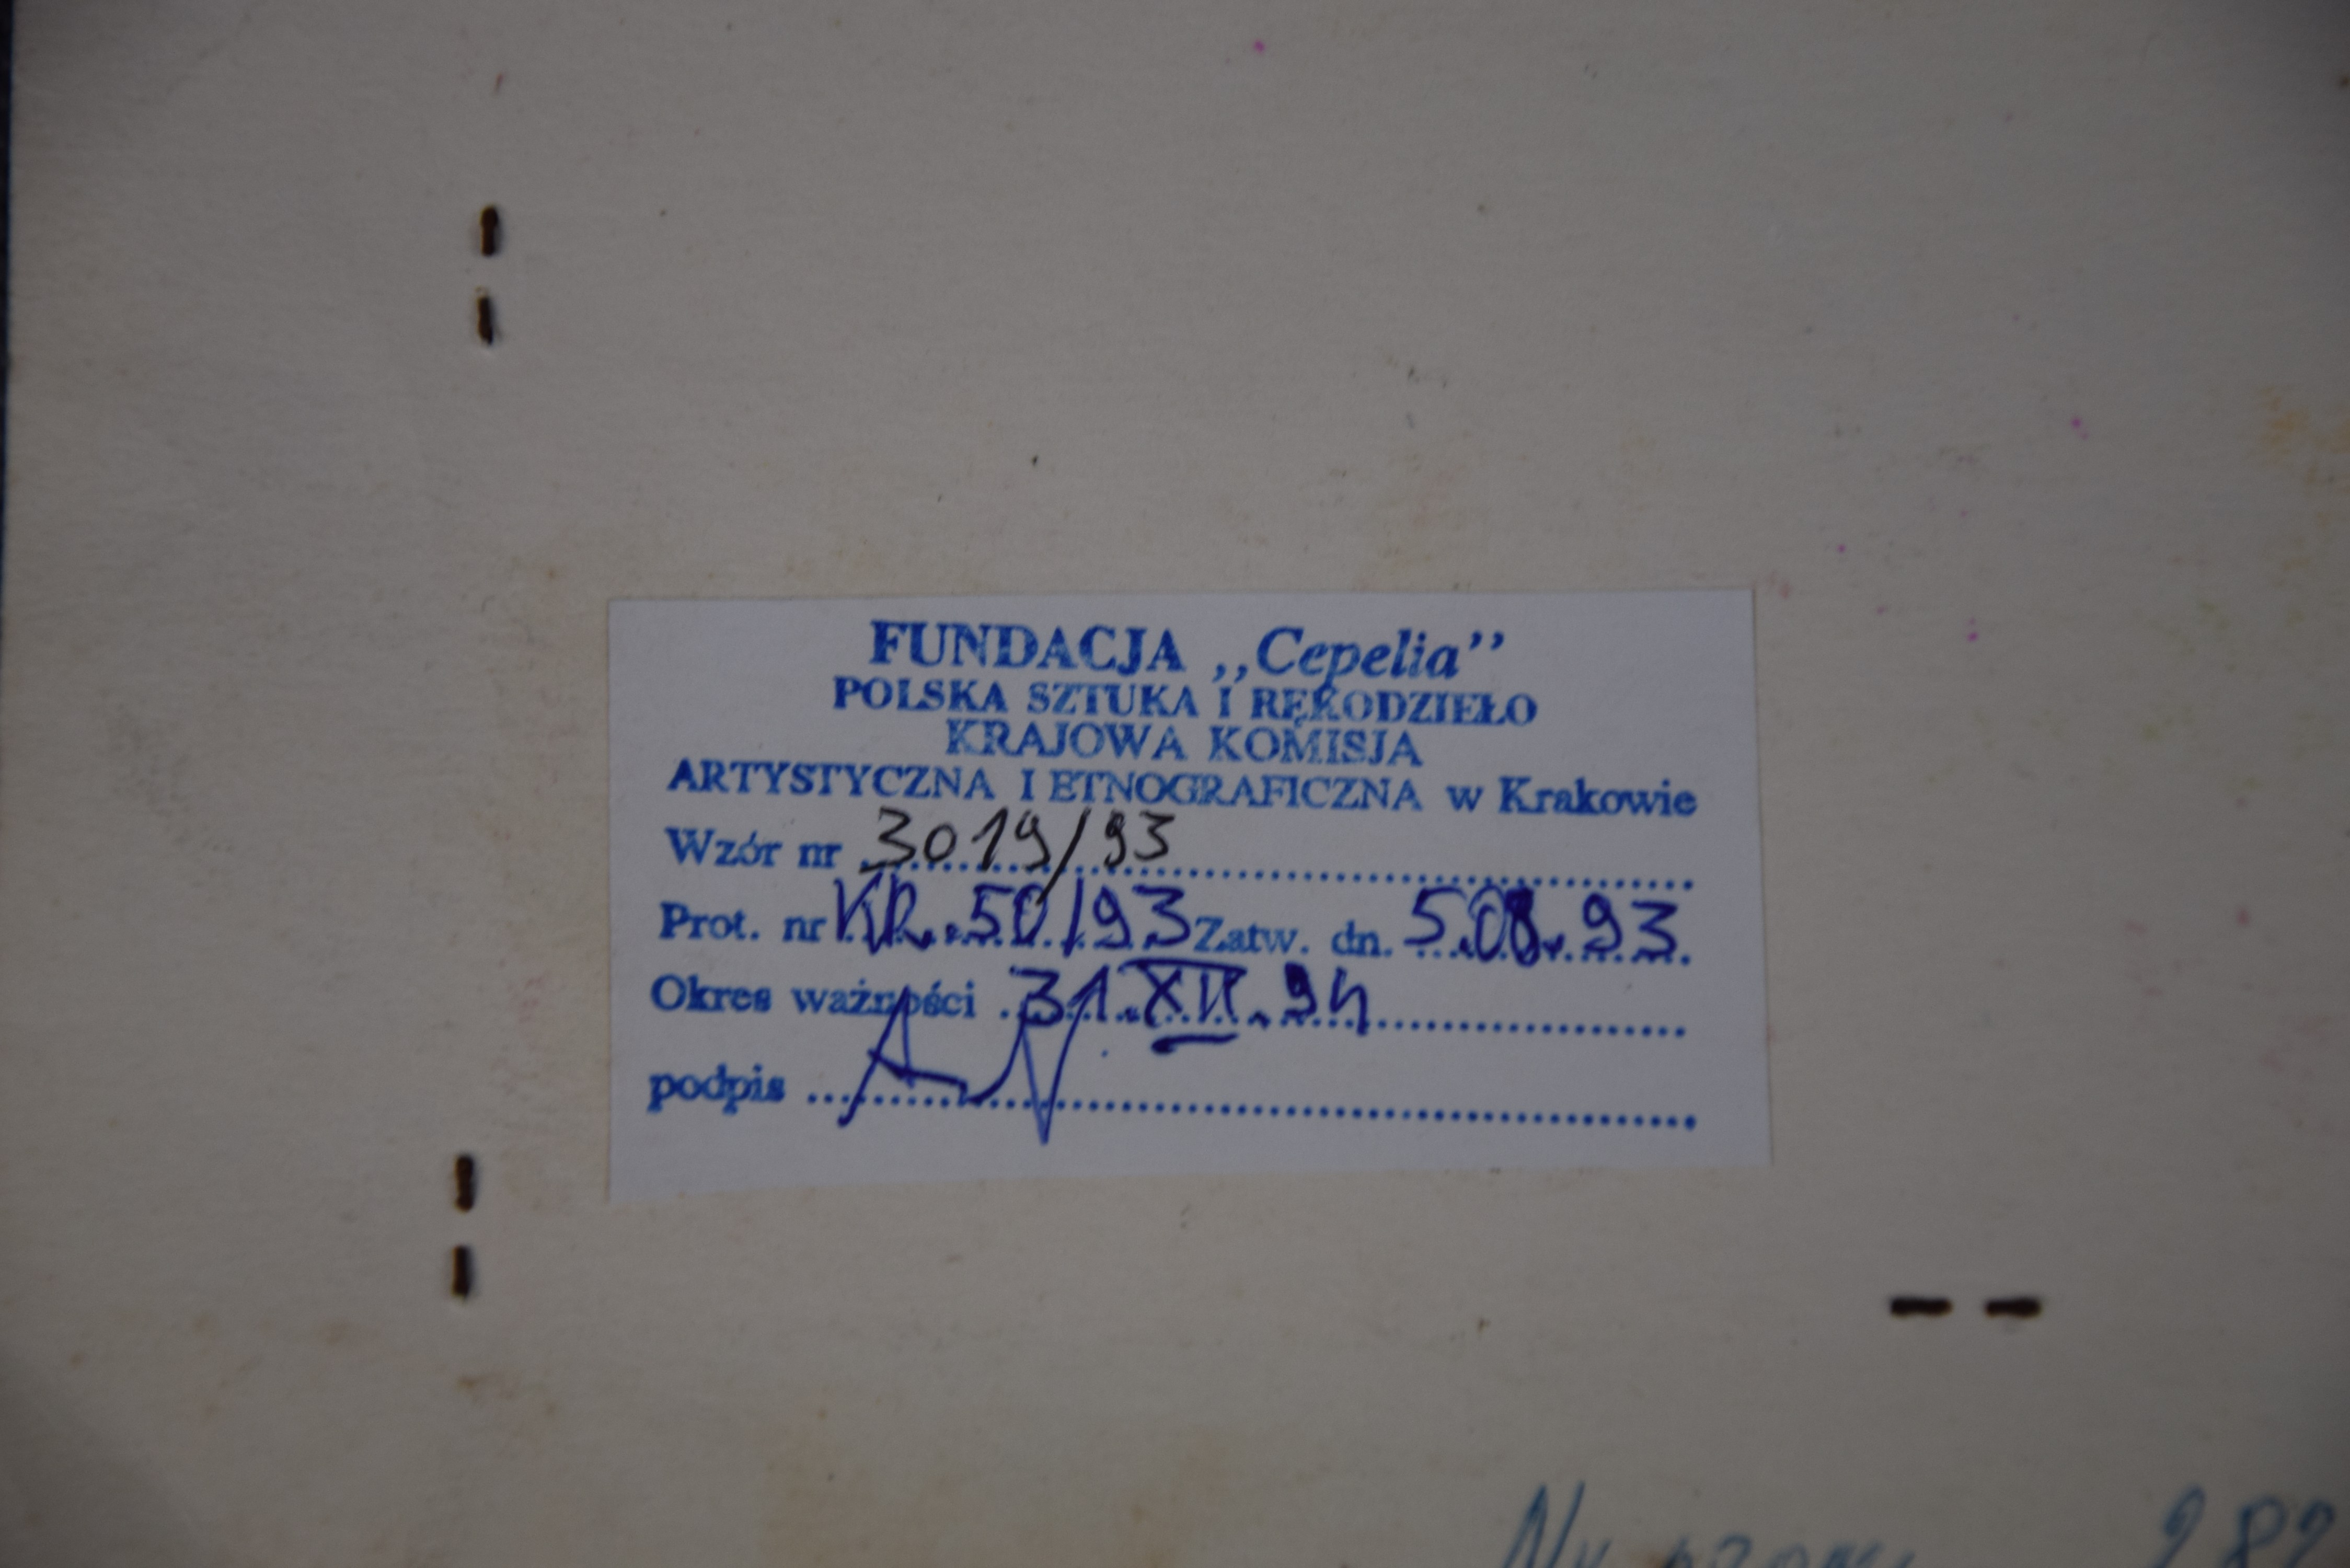 FUNDACJA „Cepelia”
POLSKA SZTUKA I RĘKODZIEŁO
KRAJOWA KOMISJA
ARTYSTYCZNA I ETNOGRAFICZNA w Krakowie
Wzór nr 3019/93
Prot. nr KR. 50/93 Zatw. dn. 5.08.93
Okres ważności 31.XII.94
podpis